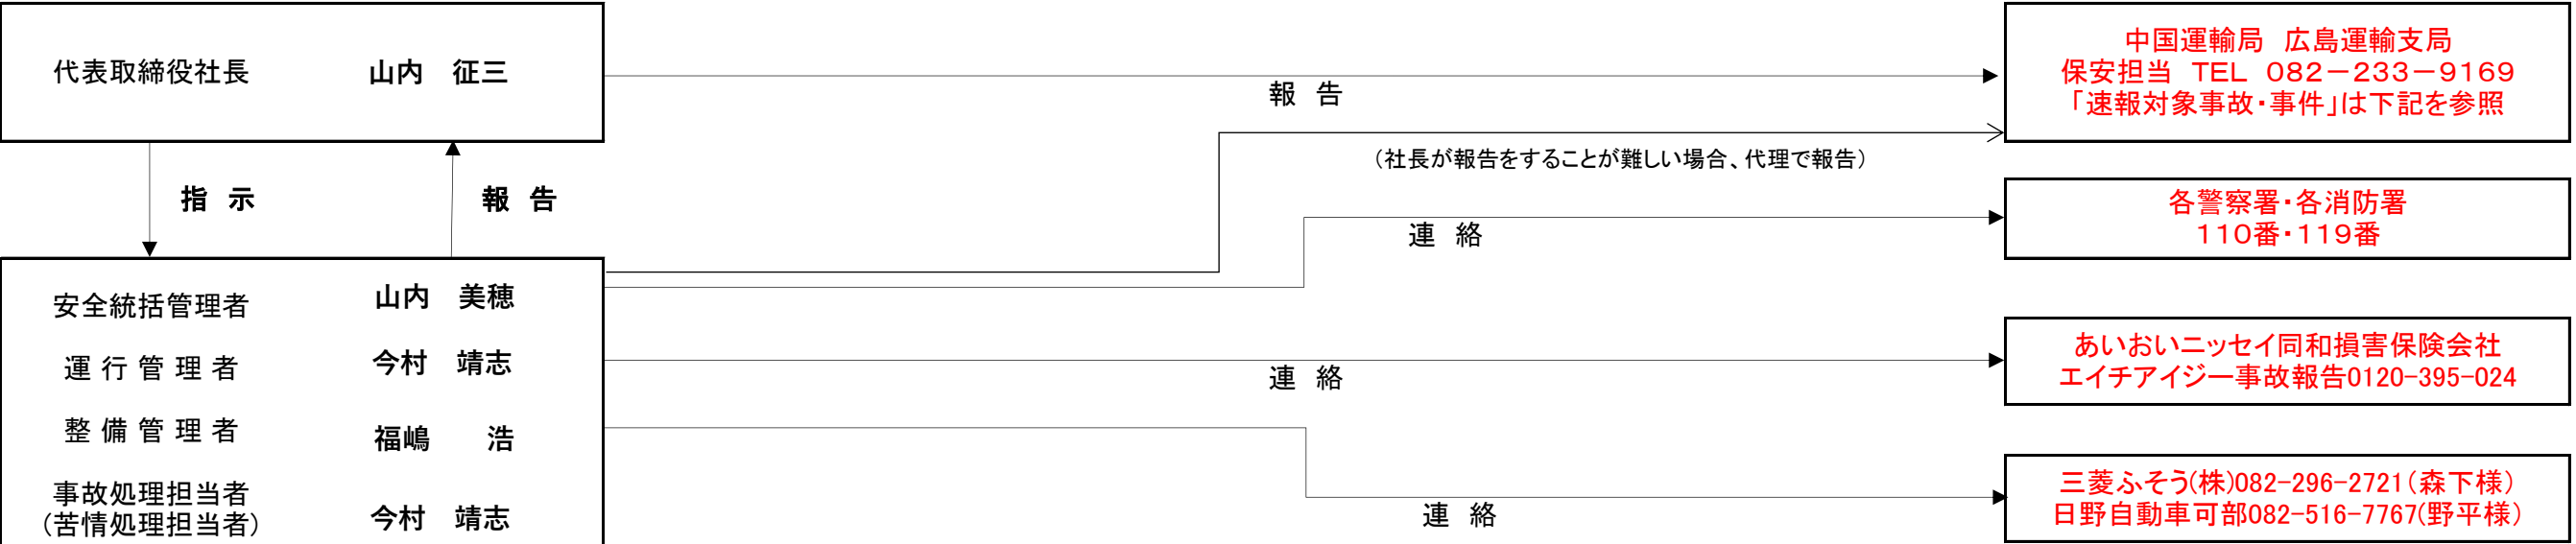 代表取締役社長 山内 征三
中国運輸局 広島運輸支局
保安担当 TEL 082-233-9169
「速報対象事故・事件」は下記を参照
報 告
(社長が報告をすることが難しい場合、代理で報告)
指 示
報 告
各警察署・各消防署
110番・119番
連 絡
安全統括管理者 山内 美穂
運 行 管 理 者 今村 靖志
整 備 管 理 者 福嶋 浩
事故処理担当者
(苦情処理担当者) 今村 靖志
あいおいニッセイ同和損害保険会社
エイチアイジー事故報告0120-395-024
連 絡
三菱ふそう(株)082-296-2721(森下様)
日野自動車可部082-516-7767(野平様)
連 絡